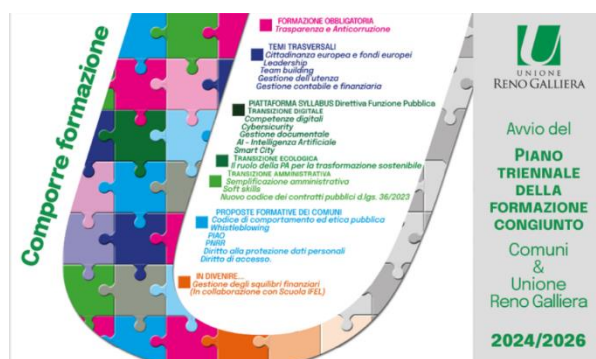 Comporre formazione
FORMAZIONE OBBLIGATORIA
Trasparenza e Anticorruzione
TEMI TRASVERSALI
Cittadinanza europea e fondi europei
Leadership
Team building
Gestione dell'utenza
Gestione contabile e finanziaria
PIATTAFORMA SYLLABUS Direttiva Funzione Pubblica
TRANSIZIONE DIGITALE
Competenze digitali
Cybersicurity
Gestione documentale
AI - Intelligenza Artificiale
Smart City
TRANSIZIONE ECOLOGICA
Il ruolo della PA per la trasformazione sostenibile
TRANSIZIONE AMMINISTRATIVA
Semplificazione amministrativa
Soft skills
Nuovo codice dei contratti pubblici d.lgs. 36/2023
PROPOSTE FORMATIVE DEI COMUNI
Codice di comportamento ed etica pubblica
Whistleblowing
PIAO
PNRR
Diritto alla protezione dati personali
Diritto di accesso.
IN DIVENIRE...
Gestione degli squilibri finanziari
(In collaborazione con Scuola IFEL)
UNIONE
RENO GALLIERA
Avvio del
PIANO
TRIENNALE
DELLA
FORMAZIONE
CONGIUNTO
Comuni
&
Unione
Reno Galliera
2024/2026